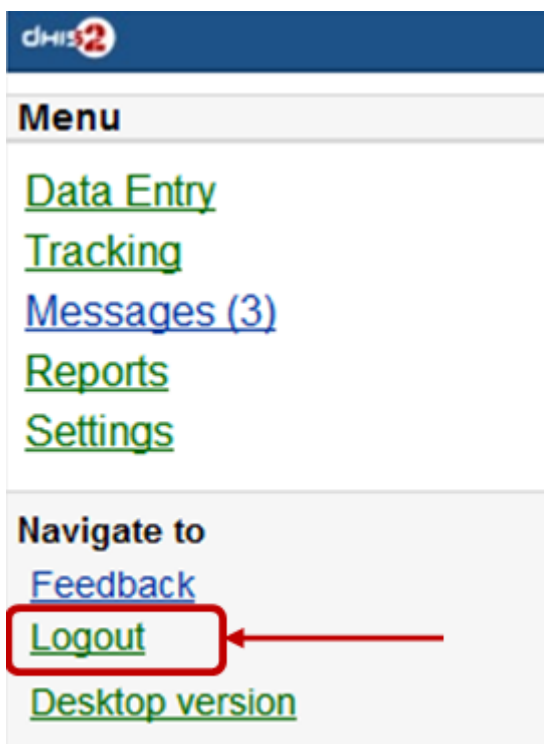 dHIS2
Menu
Data Entry
Tracking
Messages (3)
Reports
Settings
Navigate to
Feedback
Logout
Desktop version